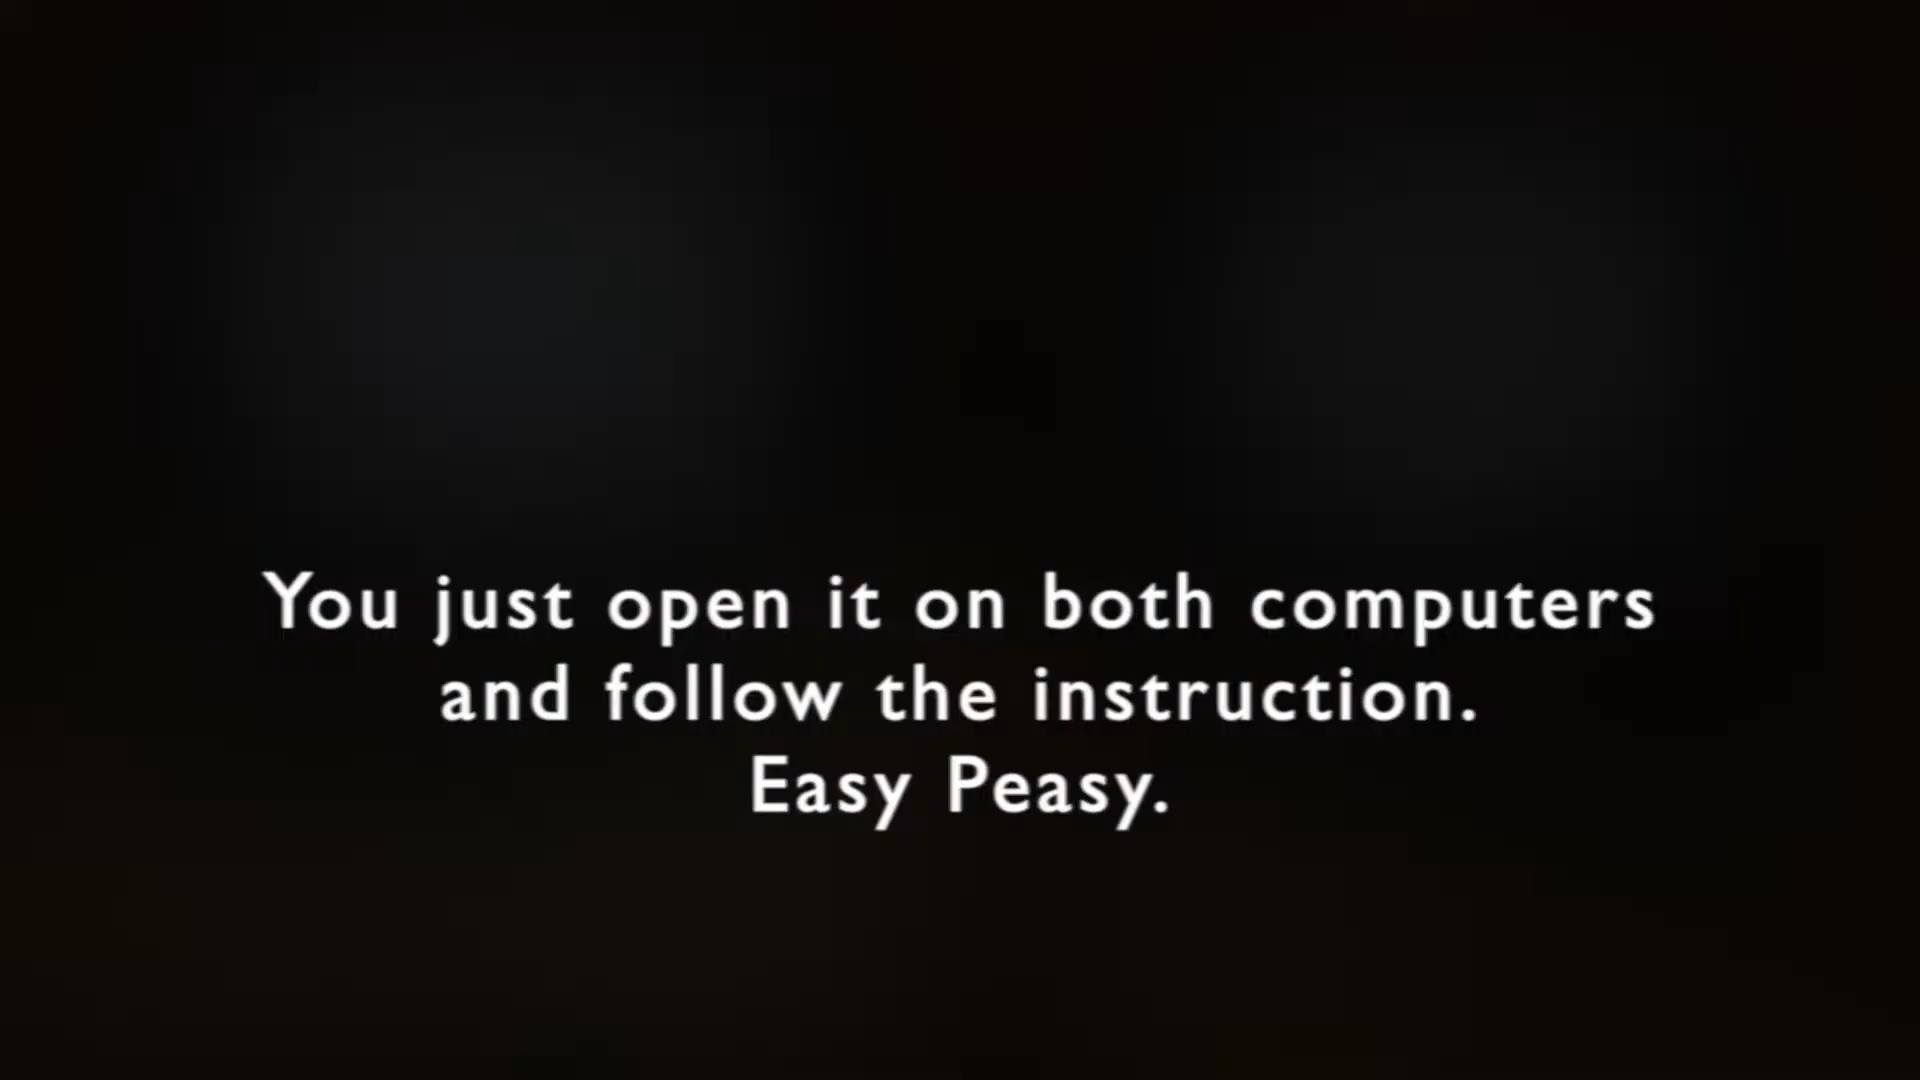 You just open it on both computers
and follow the instruction.
Easy Peasy.